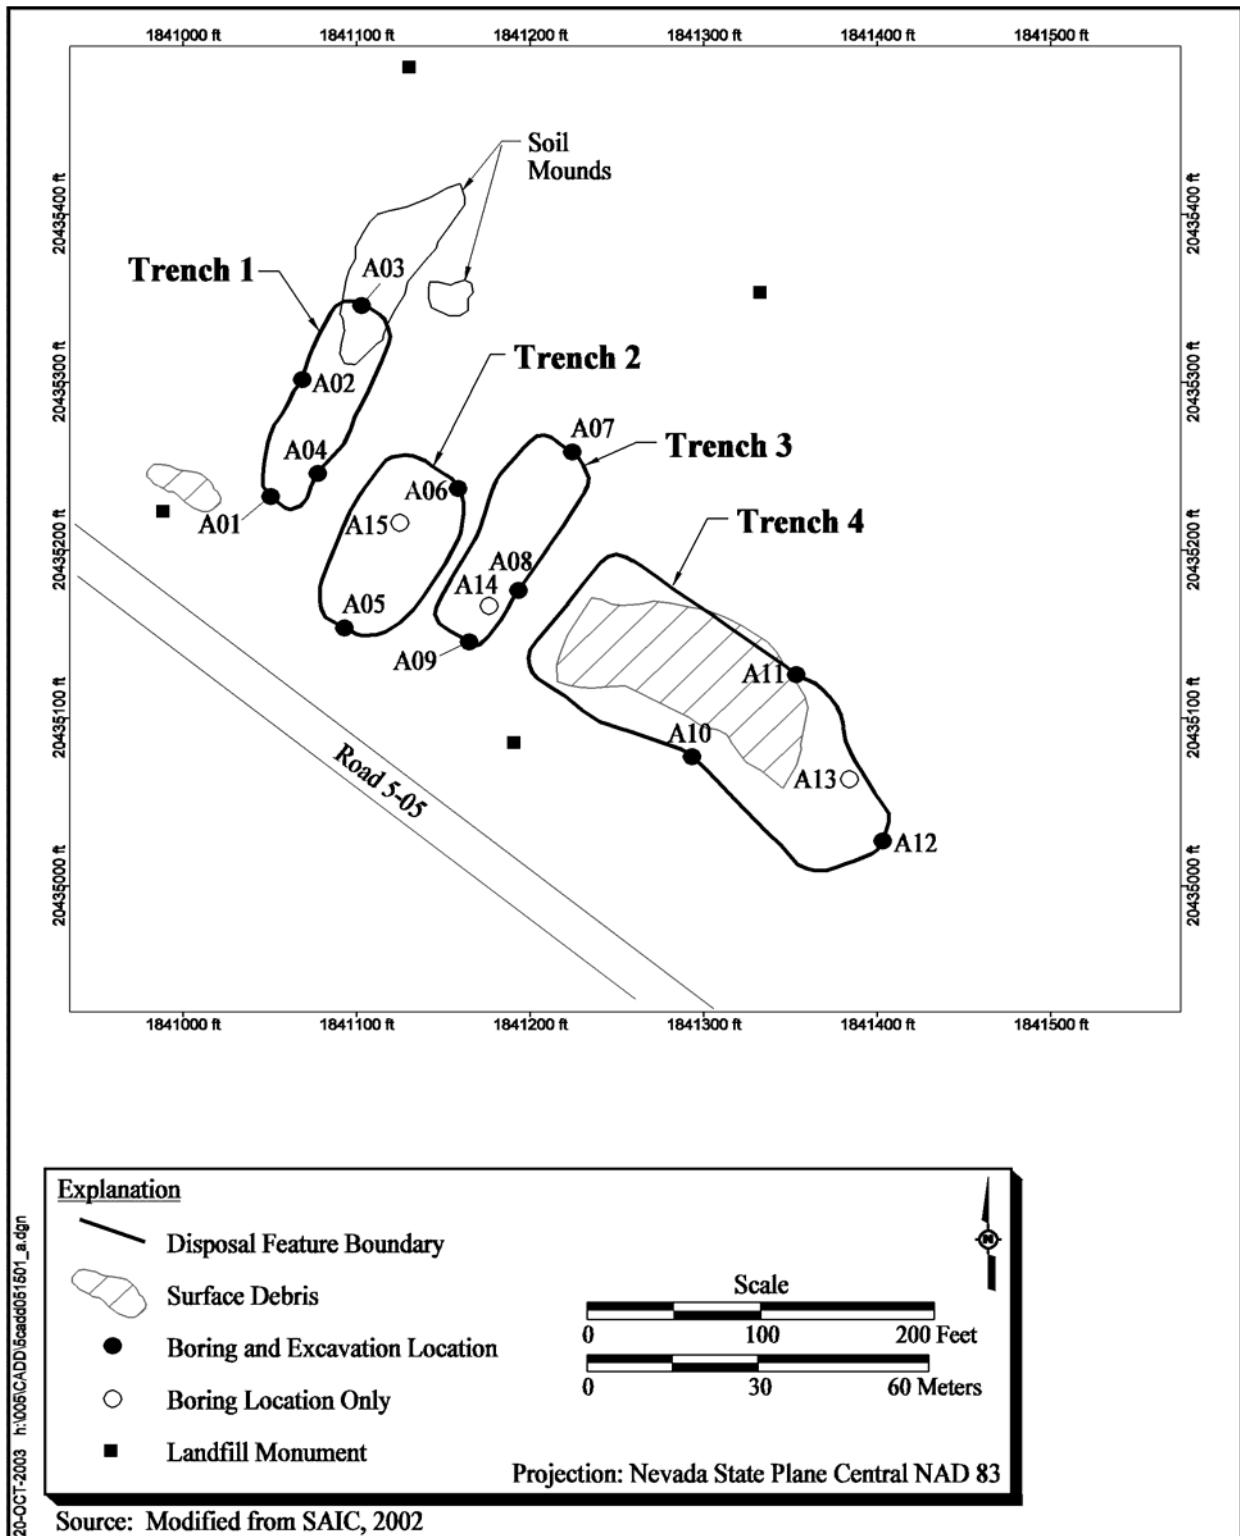 1841000 ft
1841100 ft
1841200 ft
1841300 ft
1841400 ft
1841500 ft
Soil
Mounds
20435400 ft
20435400 ft
Trench 1
A03
Trench 2
A02
20435300 ft
20435300 ft
A07
Trench 3
A04
A06
A01
A15
Trench 4
20435200 ft
20435200 ft
A08
A14
A05
A09
A11
20435100 ft
20435100 ft
A10
Road 5-05
A13
A12
20435000 ft
20435000 ft
1841000 ft
1841100 ft
1841200 ft
1841300 ft
1841400 ft
1841500 ft
Explanation
Disposal Feature Boundary
Surface Debris
Boring and Excavation Location
Boring Location Only
Landfill Monument
N
Scale
0 100 200 Feet
0 30 60 Meters
Projection: Nevada State Plane Central NAD 83
Source: Modified from SAIC, 2002
20-OCT-2003 h:\005\CADD\5cadd051501_a.dgn